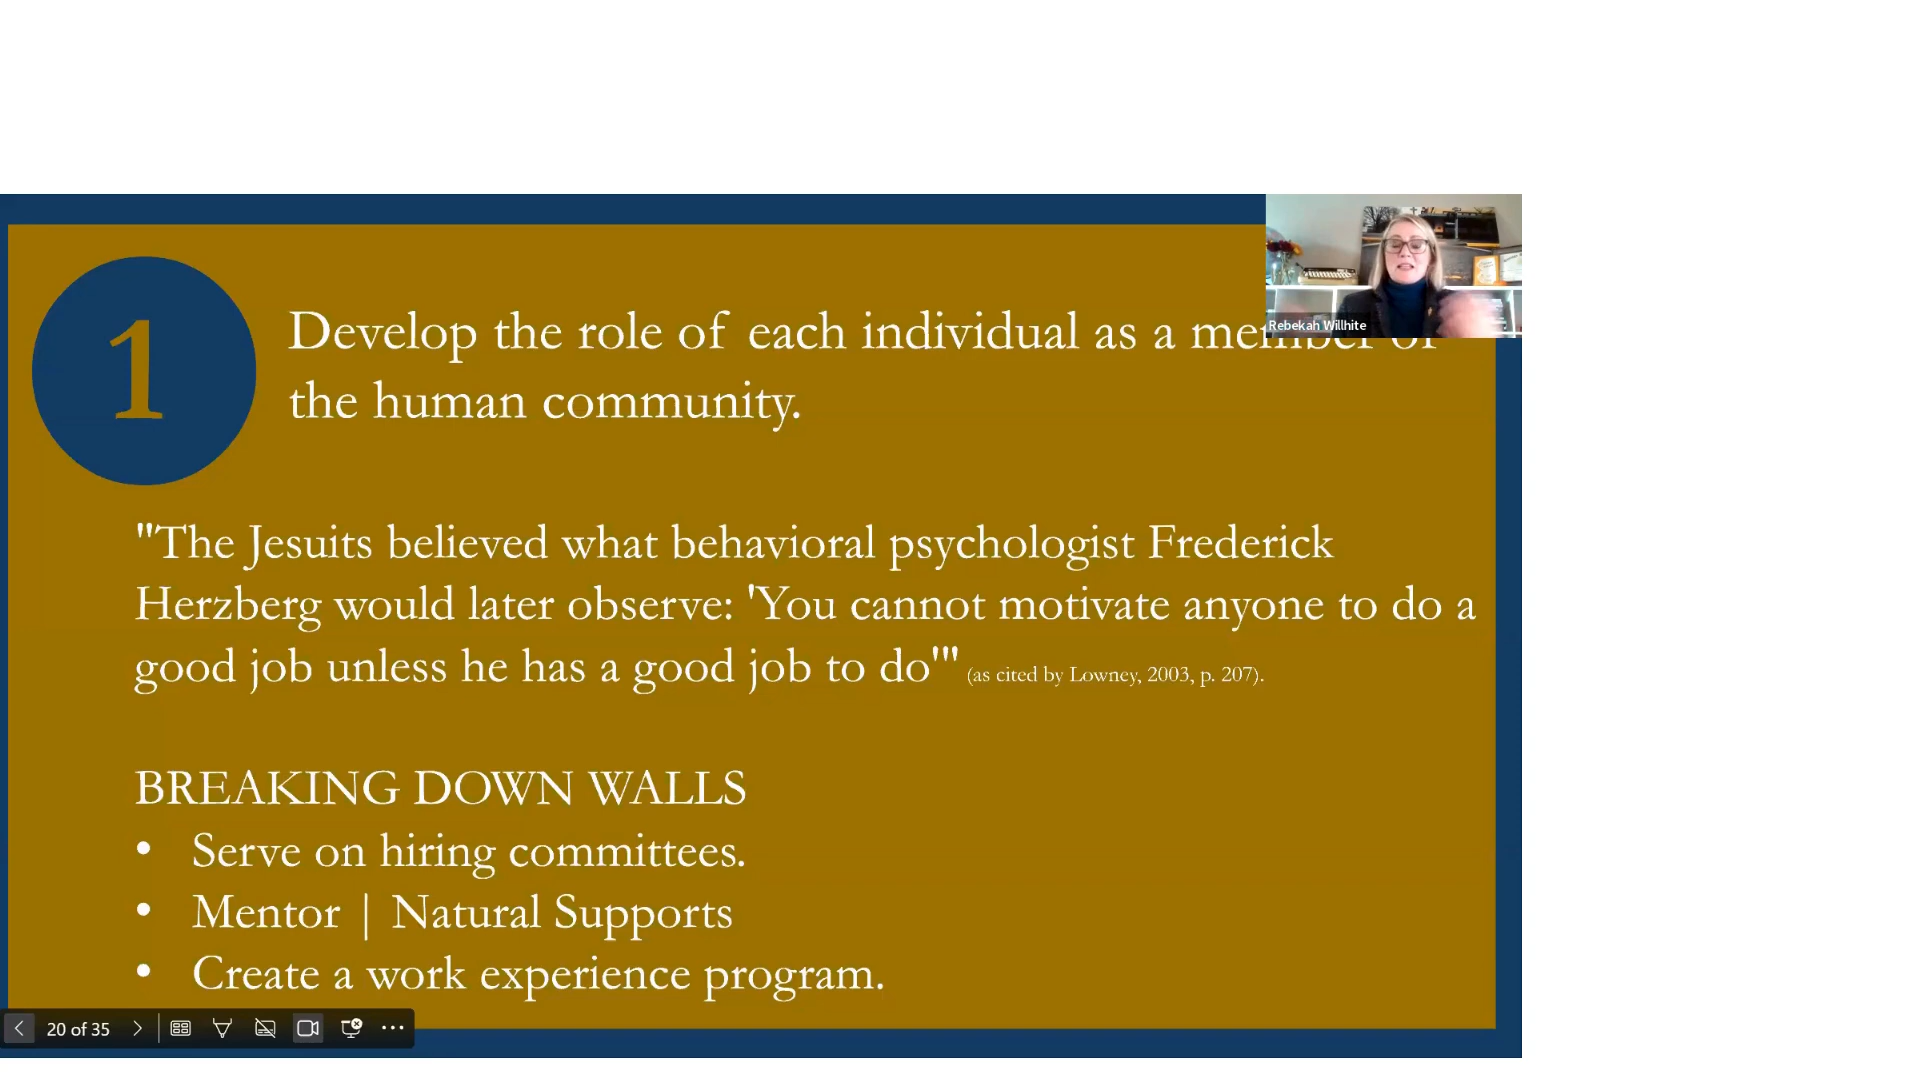 1
Develop the role of each individual as a member of
the human community.
"The Jesuits believed what behavioral psychologist Frederick
Herzberg would later observe: 'You cannot motivate anyone to do a
good job unless he has a good job to do'" (as cited by Lowney, 2003, p. 207).
BREAKING DOWN WALLS
• Serve on hiring committees.
• Mentor | Natural Supports
• Create a work experience program.
Rebekah Willhite
20 of 35